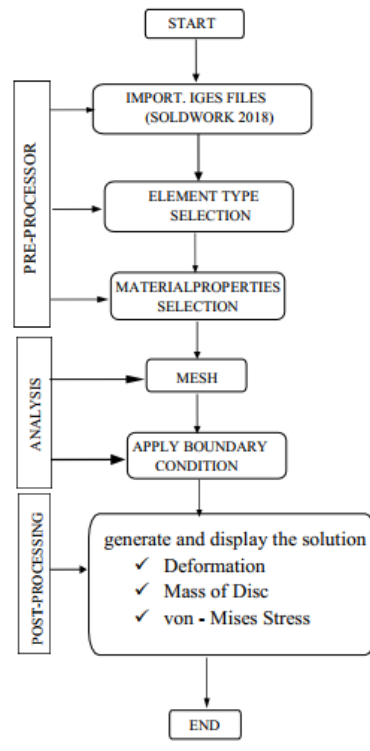 START
IMPORT. IGES FILES
(SOLDWORK 2018)
PRE-PROCESSOR
ELEMENT TYPE
SELECTION
MATERIALPROPERTIES
SELECTION
ANALYSIS
MESH
APPLY BOUNDARY
CONDITION
POST-PROCESSING
generate and display the solution
✓ Deformation
✓ Mass of Disc
✓ von - Mises Stress
END